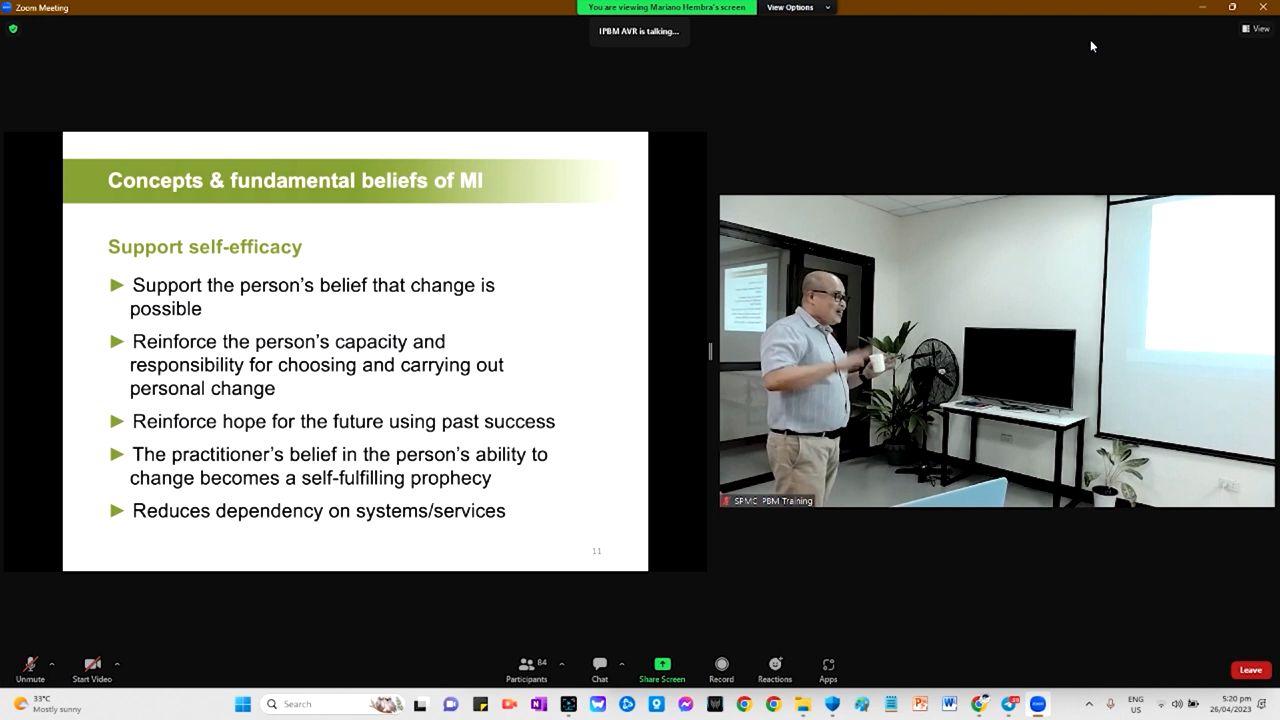 Zoom Meeting
You are viewing Mariano Hembra's screen
View Options
IPBM AVR is talking...
View
Concepts & fundamental beliefs of MI
Support self-efficacy
► Support the person's belief that change is
possible
► Reinforce the person's capacity and
responsibility for choosing and carrying out
personal change
► Reinforce hope for the future using past success
► The practitioner's belief in the person's ability to
change becomes a self-fulfilling prophecy
► Reduces dependency on systems/services
11
SPMC IPBM Training
Unmute
Start Video
84
Participants
Chat
Share Screen
Record
Reactions
Apps
Leave
33°C
Mostly sunny
Search
ENG
US
5:20 pm
26/04/2023